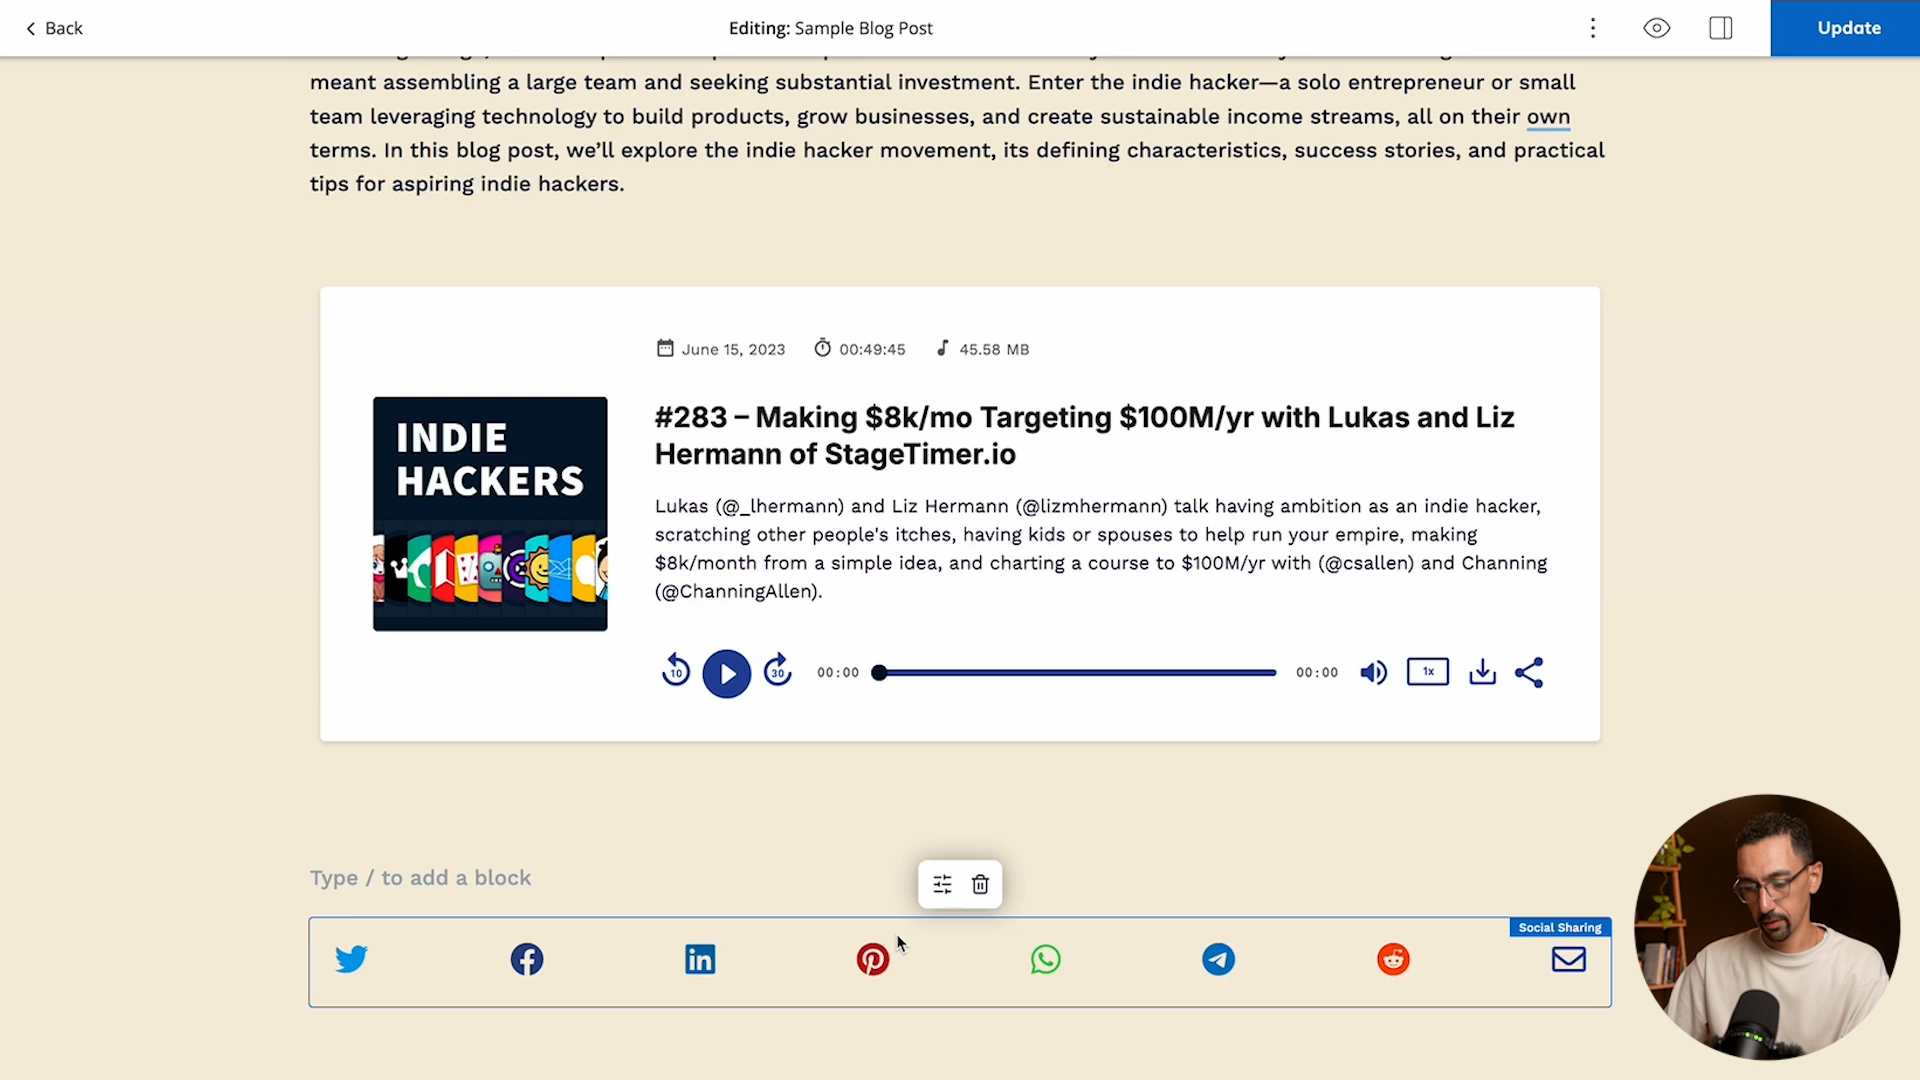 Back
Editing: Sample Blog Post
Update
meant assembling a large team and seeking substantial investment. Enter the indie hacker—a solo entrepreneur or small
team leveraging technology to build products, grow businesses, and create sustainable income streams, all on their own
terms. In this blog post, we’ll explore the indie hacker movement, its defining characteristics, success stories, and practical
tips for aspiring indie hackers.
June 15, 2023 00:49:45 45.58 MB
INDIE
HACKERS
#283 – Making $8k/mo Targeting $100M/yr with Lukas and Liz
Hermann of StageTimer.io
Lukas (@_lhermann) and Liz Hermann (@lizmhermann) talk having ambition as an indie hacker,
scratching other people's itches, having kids or spouses to help run your empire, making
$8k/month from a simple idea, and charting a course to $100M/yr with (@csallen) and Channing
(@ChanningAllen).
10 30 00:00 00:00 1x
Type / to add a block
Social Sharing